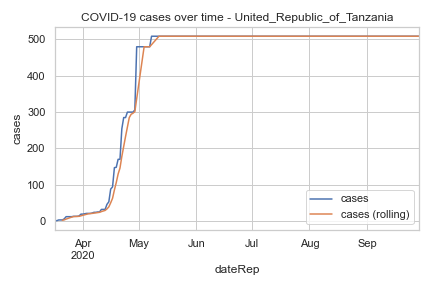 COVID-19 cases over time - United_Republic_of_Tanzania
500
400
300
200
100
0
cases
cases
cases (rolling)
Apr
2020
May
Jun
Jul
Aug
Sep
dateRep